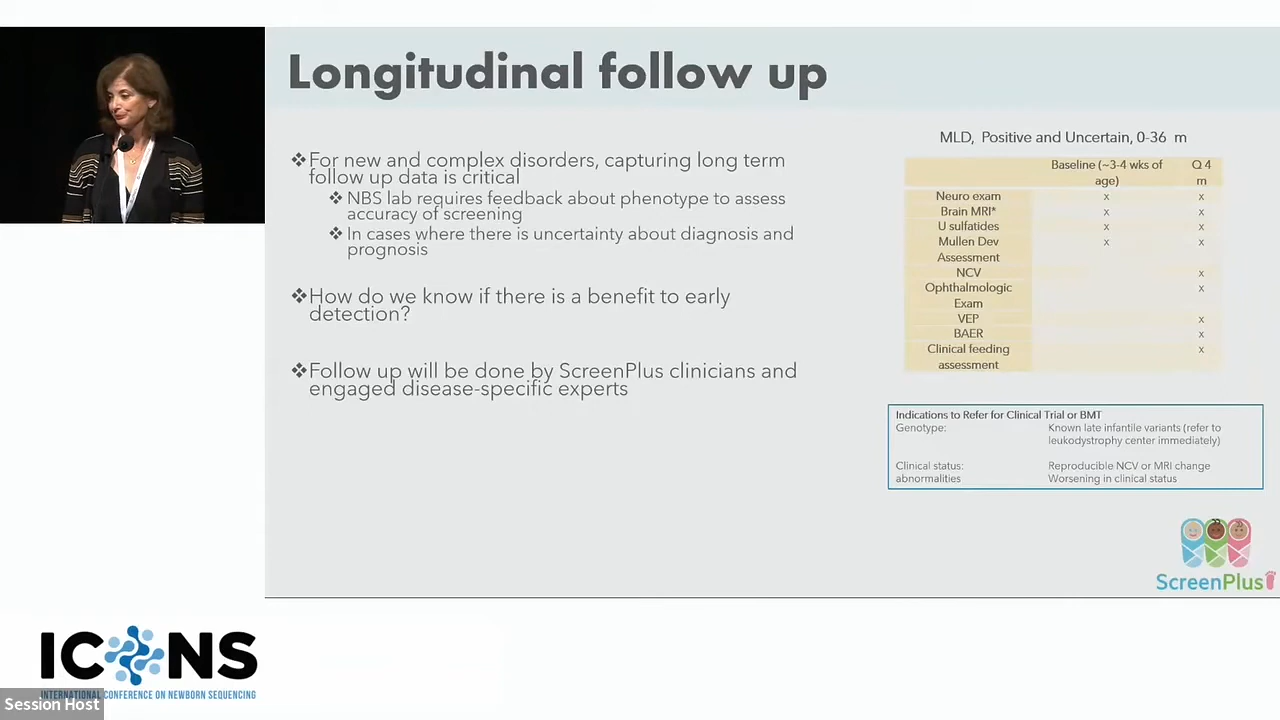 Longitudinal follow up
❖For new and complex disorders, capturing long term
follow up data is critical
❖ NBS lab requires feedback about phenotype to assess
accuracy of screening
❖ In cases where there is uncertainty about diagnosis and
prognosis
❖How do we know if there is a benefit to early
detection?
❖Follow up will be done by ScreenPlus clinicians and
engaged disease-specific experts
MLD, Positive and Uncertain, 0-36 m
Baseline (~3-4 wks of age) Q 4 m
Neuro exam x x
Brain MRI* x x
U sulfatides x x
Mullen Dev Assessment x x
NCV x
Ophthalmologic Exam x
VEP x
BAER x
Clinical feeding assessment x
Indications to Refer for Clinical Trial or BMT
Genotype: Known late infantile variants (refer to
leukodystrophy center immediately)
Clinical status: Reproducible NCV or MRI change
abnormalities Worsening in clinical status
ScreenPlus
ICONS
INTERNATIONAL CONFERENCE ON NEWBORN SEQUENCING
Session Host